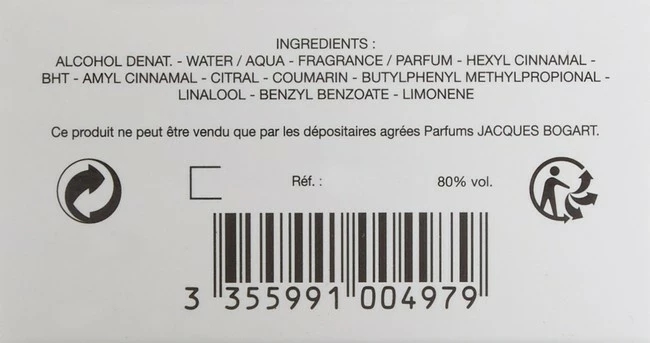 INGREDIENTS :
ALCOHOL DENAT. - WATER / AQUA - FRAGRANCE / PARFUM - HEXYL CINNAMAL -
BHT - AMYL CINNAMAL - CITRAL - COUMARIN - BUTYLPHENYL METHYLPROPIONAL -
LINALOOL - BENZYL BENZOATE - LIMONENE
Ce produit ne peut être vendu que par les dépositaires agrées Parfums JACQUES BOGART.
Réf. : 80% vol.
3 355991 004979